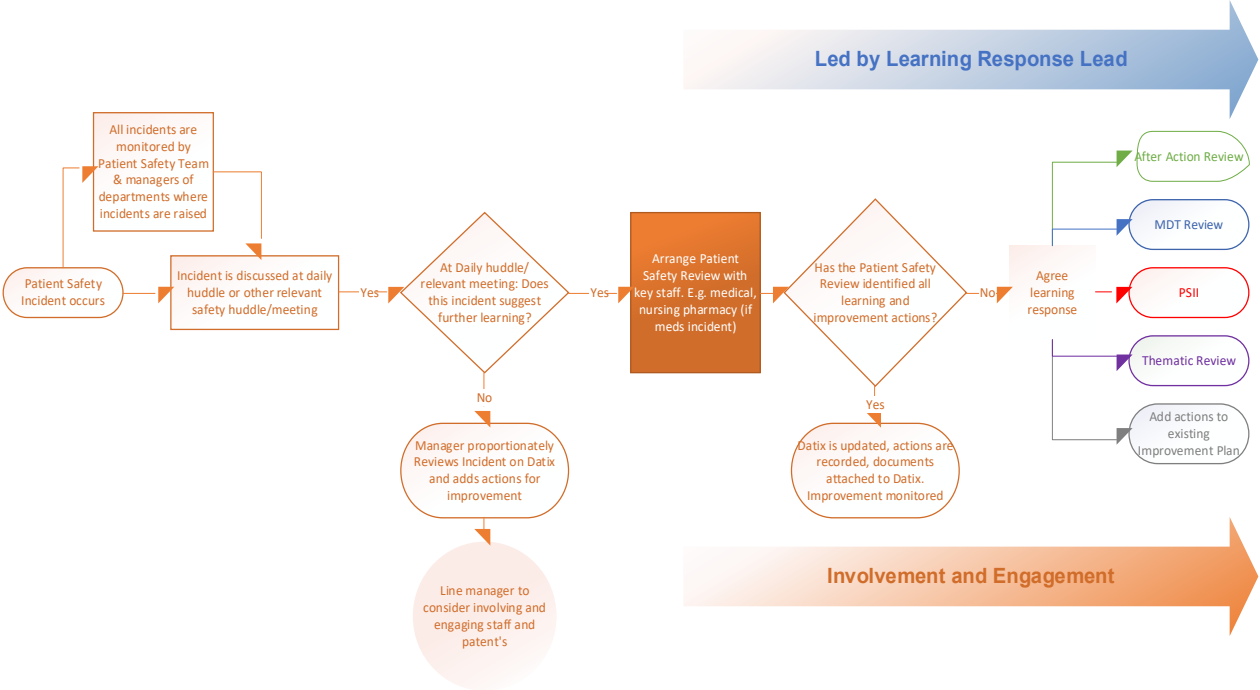 Led by Learning Response Lead
All incidents are
monitored by
Patient Safety Team
& managers of
departments where
incidents are raised
Patient Safety
Incident occurs
Incident is discussed at daily
huddle or other relevant
safety huddle/meeting
Yes
At Daily huddle/
relevant meeting: Does
this incident suggest
further learning?
Yes
Arrange Patient
Safety Review with
key staff. E.g. medical,
nursing pharmacy (if
meds incident)
Has the Patient Safety
Review identified all
learning and
improvement actions?
No
Agree
learning
response
After Action Review
MDT Review
PSII
Thematic Review
Add actions to
existing
Improvement Plan
No
Manager proportionately
Reviews Incident on Datix
and adds actions for
improvement
Yes
Datix is updated, actions are
recorded, documents
attached to Datix.
Improvement monitored
Line manager to
consider involving and
engaging staff and
patent's
Involvement and Engagement